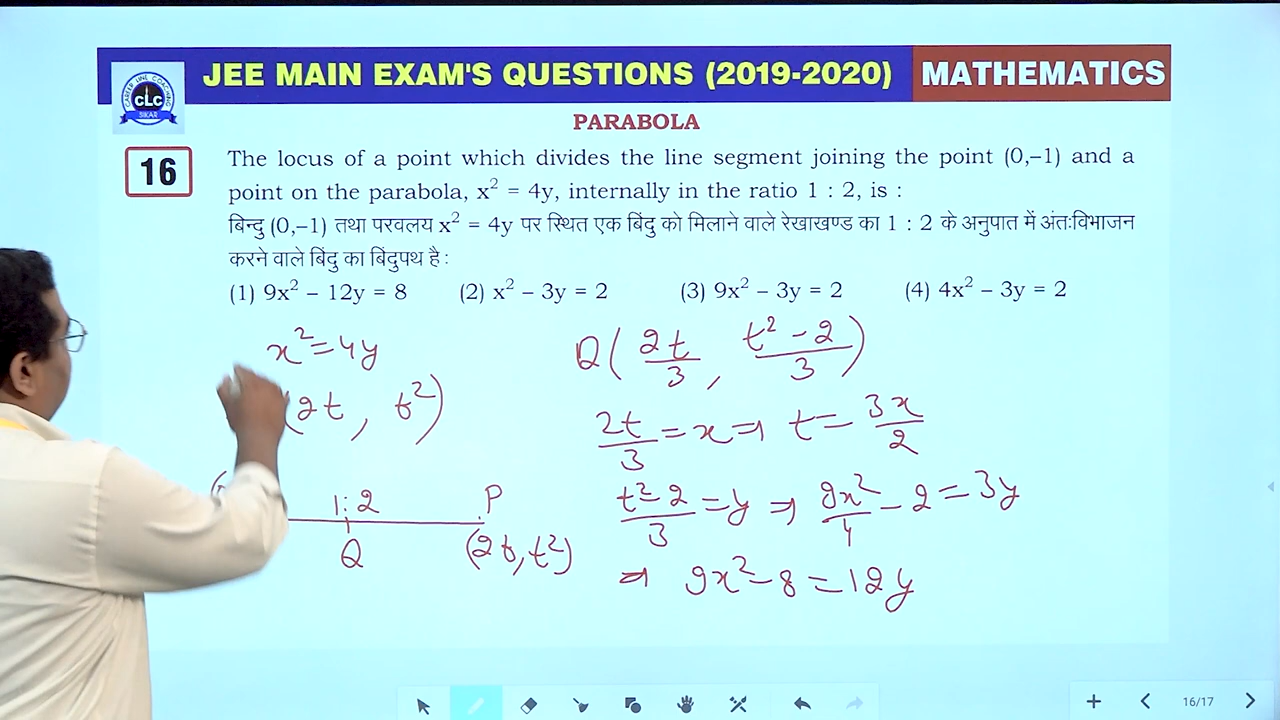 JEE MAIN EXAM'S QUESTIONS (2019-2020) MATHEMATICS
CAREER LINE COACHING
CLC
SIKAR
PARABOLA
16
The locus of a point which divides the line segment joining the point (0,–1) and a
point on the parabola, x² = 4y, internally in the ratio 1 : 2, is :
बिन्दु (0,–1) तथा परवलय x² = 4y पर स्थित एक बिंदु को मिलाने वाले रेखाखण्ड का 1 : 2 के अनुपात में अंतःविभाजन
करने वाले बिंदु का बिंदुपथ है :
(1) 9x² – 12y = 8 (2) x² – 3y = 2 (3) 9x² – 3y = 2 (4) 4x² – 3y = 2
x² = 4y
(2t, t²)
1:2 P
Q (2t, t²)
Q(2t/3, t²-2/3)
2t/3 = x ⇒ t = 3x/2
t²-2/3 = y ⇒ 9x²/4 - 2 = 3y
⇒ 9x² - 8 = 12y
16/17